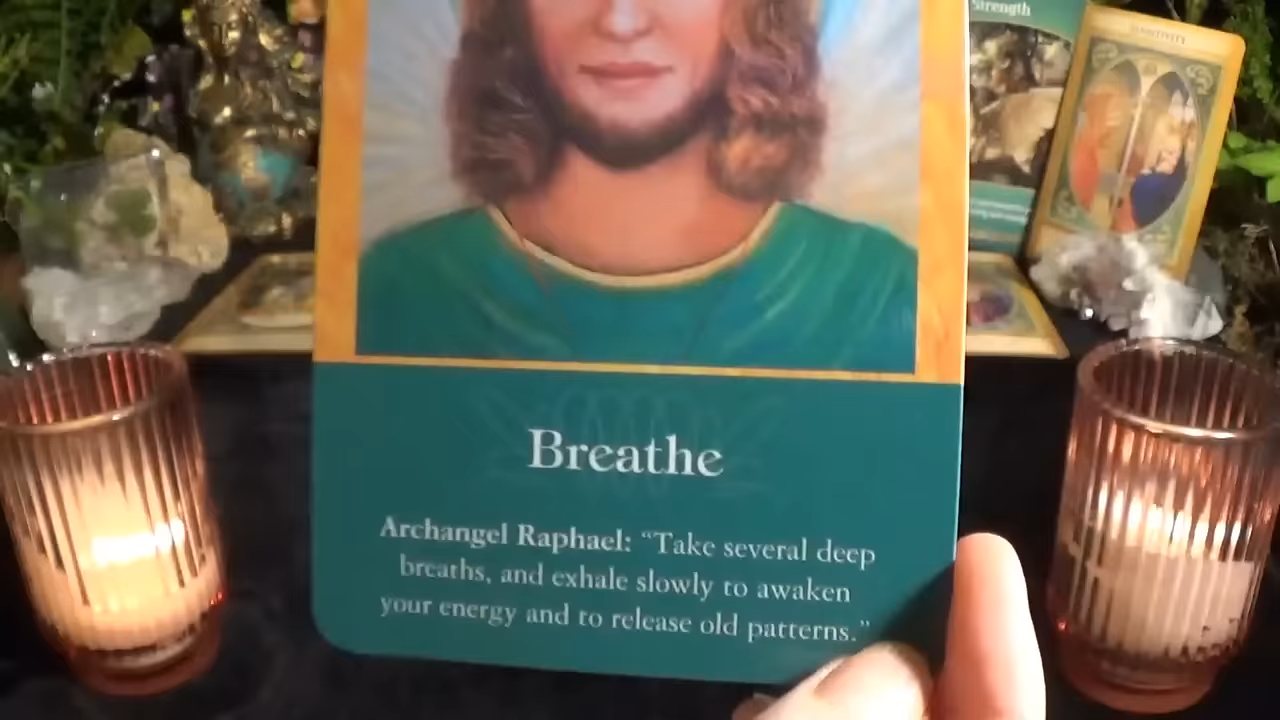 Strength
Breathe
Archangel Raphael: “Take several deep
breaths, and exhale slowly to awaken
your energy and to release old patterns.”